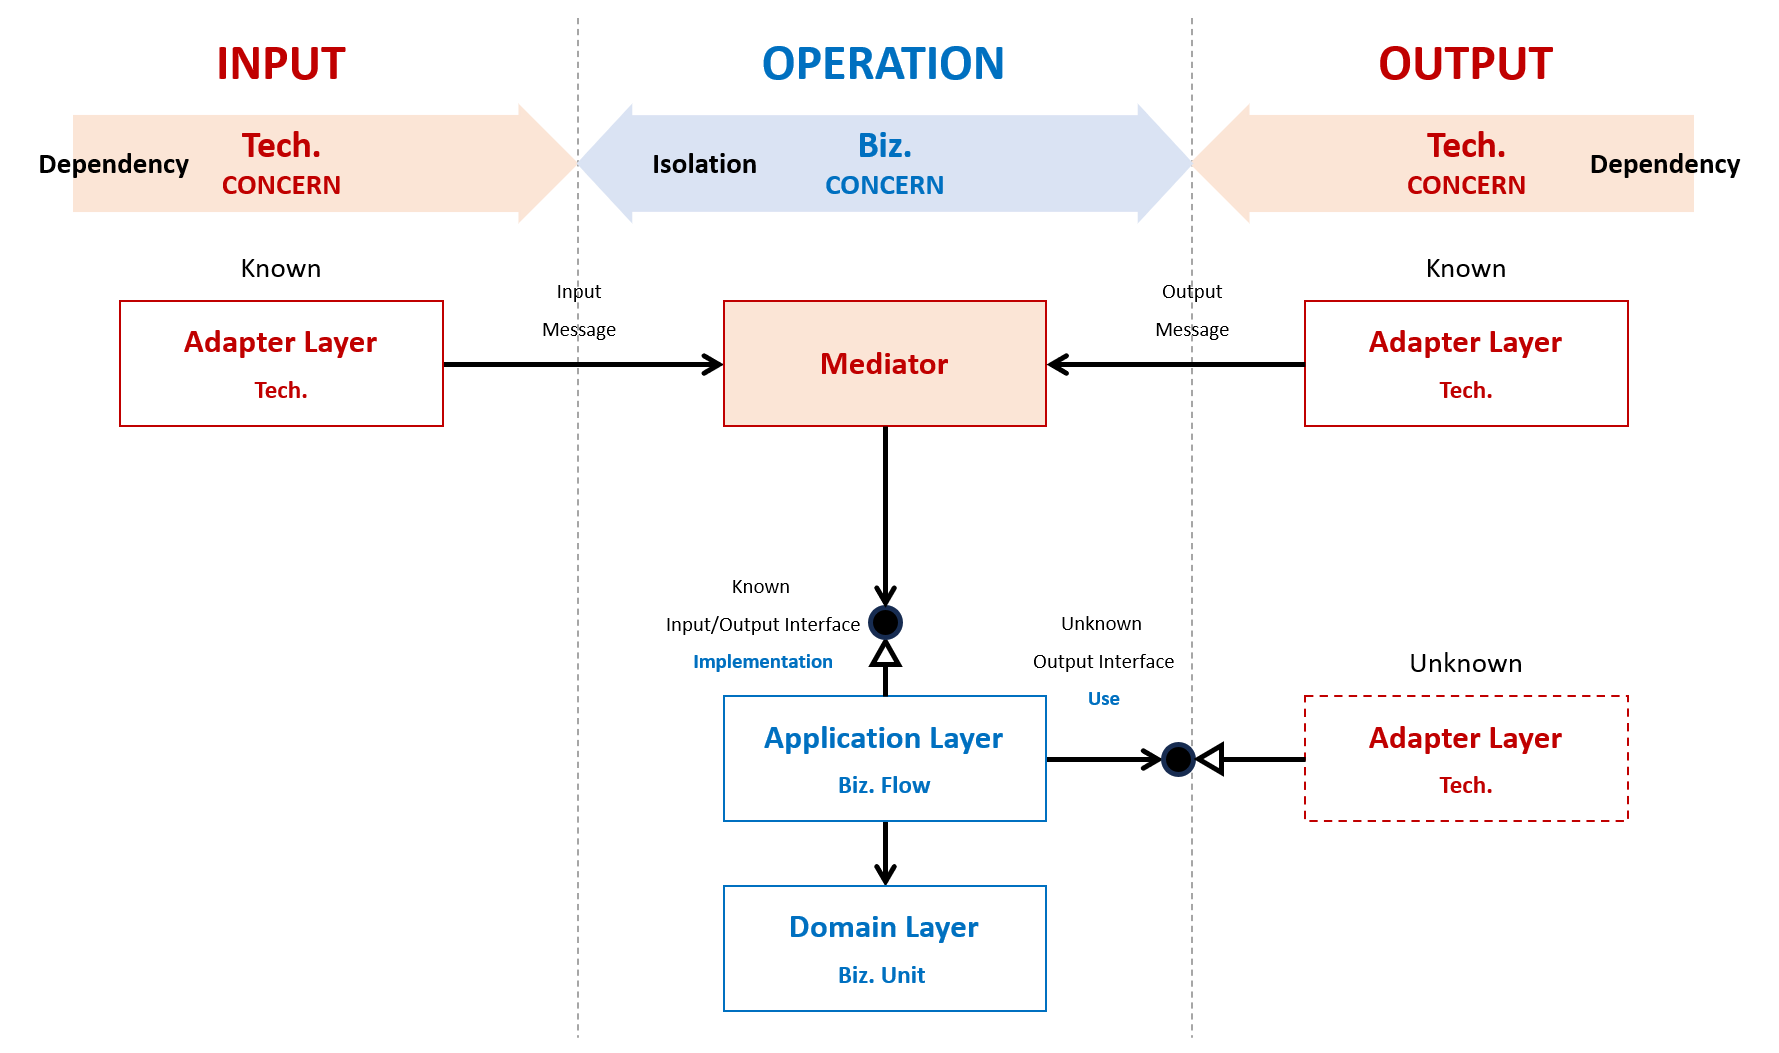 INPUT
OPERATION
OUTPUT
Dependency
Tech.
CONCERN
Isolation
Biz.
CONCERN
Tech.
CONCERN
Dependency
Known
Adapter Layer
Tech.
Input
Message
Mediator
Output
Message
Known
Adapter Layer
Tech.
Known
Input/Output Interface
Implementation
Unknown
Output Interface
Use
Unknown
Application Layer
Biz. Flow
Adapter Layer
Tech.
Domain Layer
Biz. Unit